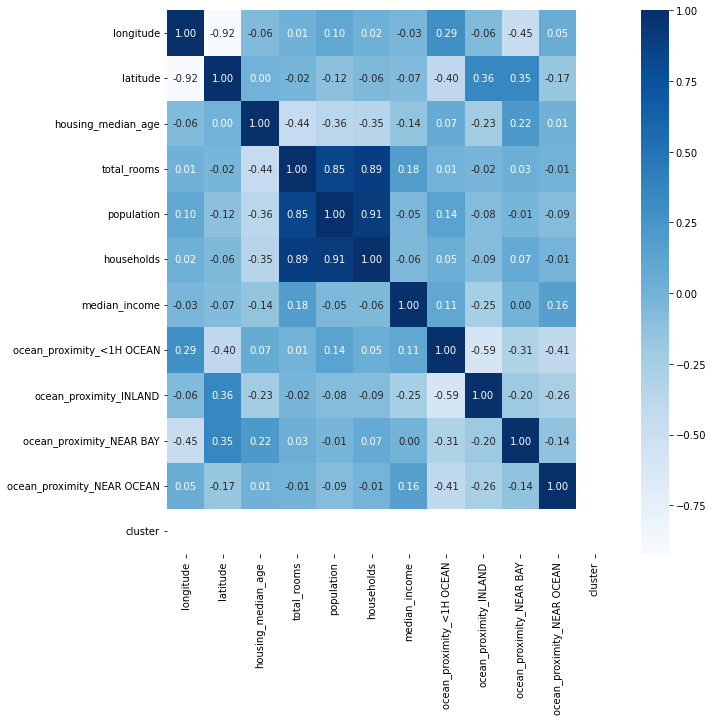 longitude 1.00 -0.92 -0.06 0.01 0.10 0.02 -0.03 0.29 -0.06 -0.45 0.05
latitude -0.92 1.00 0.00 -0.02 -0.12 -0.06 -0.07 -0.40 0.36 0.35 -0.17
housing_median_age -0.06 0.00 1.00 -0.44 -0.36 -0.35 -0.14 0.07 -0.23 0.22 0.01
total_rooms 0.01 -0.02 -0.44 1.00 0.85 0.89 0.18 0.01 -0.02 0.03 -0.01
population 0.10 -0.12 -0.36 0.85 1.00 0.91 -0.05 0.14 -0.08 -0.01 -0.09
households 0.02 -0.06 -0.35 0.89 0.91 1.00 -0.06 0.05 -0.09 0.07 -0.01
median_income -0.03 -0.07 -0.14 0.18 -0.05 -0.06 1.00 0.11 -0.25 0.00 0.16
ocean_proximity_<1H OCEAN 0.29 -0.40 0.07 0.01 0.14 0.05 0.11 1.00 -0.59 -0.31 -0.41
ocean_proximity_INLAND -0.06 0.36 -0.23 -0.02 -0.08 -0.09 -0.25 -0.59 1.00 -0.20 -0.26
ocean_proximity_NEAR BAY -0.45 0.35 0.22 0.03 -0.01 0.07 0.00 -0.31 -0.20 1.00 -0.14
ocean_proximity_NEAR OCEAN 0.05 -0.17 0.01 -0.01 -0.09 -0.01 0.16 -0.41 -0.26 -0.14 1.00
cluster
longitude
latitude
housing_median_age
total_rooms
population
households
median_income
ocean_proximity_<1H OCEAN
ocean_proximity_INLAND
ocean_proximity_NEAR BAY
ocean_proximity_NEAR OCEAN
cluster
1.00
0.75
0.50
0.25
0.00
-0.25
-0.50
-0.75